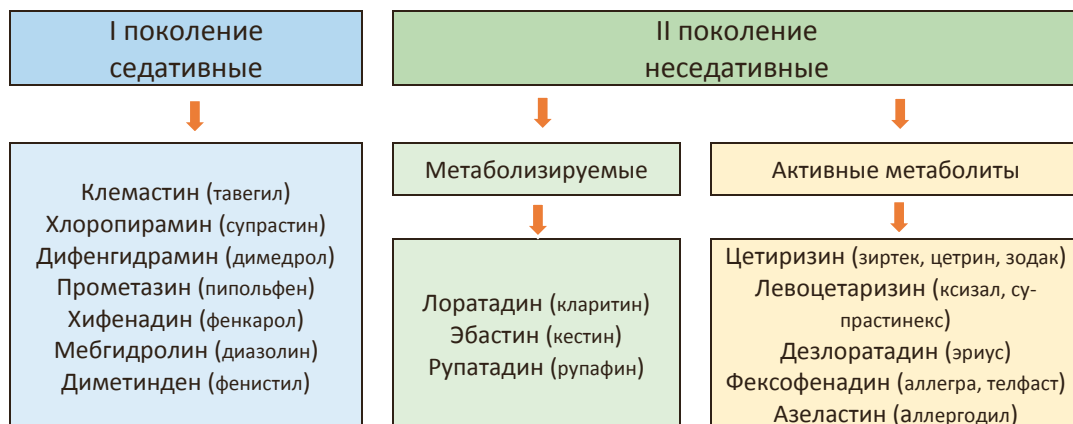 I поколение
седативные
II поколение
неседативные
Клемастин (тавегил)
Хлоропирамин (супрастин)
Дифенгидрамин (димедрол)
Прометазин (пипольфен)
Хифенадин (фенкарол)
Мебгидролин (диазолин)
Диметинден (фенистил)
Метаболизируемые
Лоратадин (кларитин)
Эбастин (кестин)
Рупатадин (рупафин)
Активные метаболиты
Цетиризин (зиртек, цетрин, зодак)
Левоцетаризин (ксизал, су-
прастинекс)
Дезлоратадин (эриус)
Фексофенадин (аллегра, телфаст)
Азеластин (аллергодил)